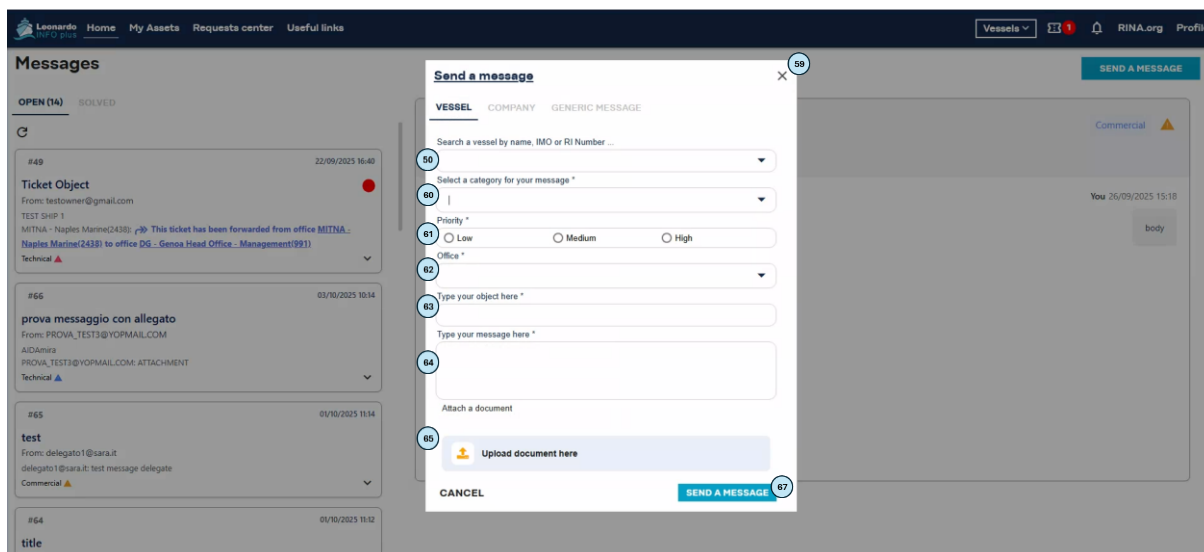 Leonardo
INFO plus
Home My Assets Requests center Useful links
Vessels 1 RINA.org Profil
Messages
SEND A MESSAGE
OPEN (14) SOLVED
#49 22/09/2025 16:40
Ticket Object
From: testowner@gmail.com
TEST SHIP 1
MITNA - Naples Marine(2438): This ticket has been forwarded from office MITNA -
Naples Marine(2438) to office DG - Genoa Head Office - Management(991)
Technical
#66 03/10/2025 10:14
prova messaggio con allegato
From: PROVA_TEST3@YOPMAIL.COM
AIDAmira
PROVA_TEST3@YOPMAIL.COM: ATTACHMENT
Technical
#65 01/10/2025 11:14
test
From: delegato1@sara.it
delegato1@sara.it: test message delegate
Commercial
#64 01/10/2025 11:12
title
Send a message
59
VESSEL COMPANY GENERIC MESSAGE
Search a vessel by name, IMO or RI Number ...
50
Select a category for your message *
60
Priority *
61 Low Medium High
Office *
62
Type your object here *
63
Type your message here *
64
Attach a document
65
Upload document here
CANCEL SEND A MESSAGE 67
Commercial
You 26/09/2025 15:18
body